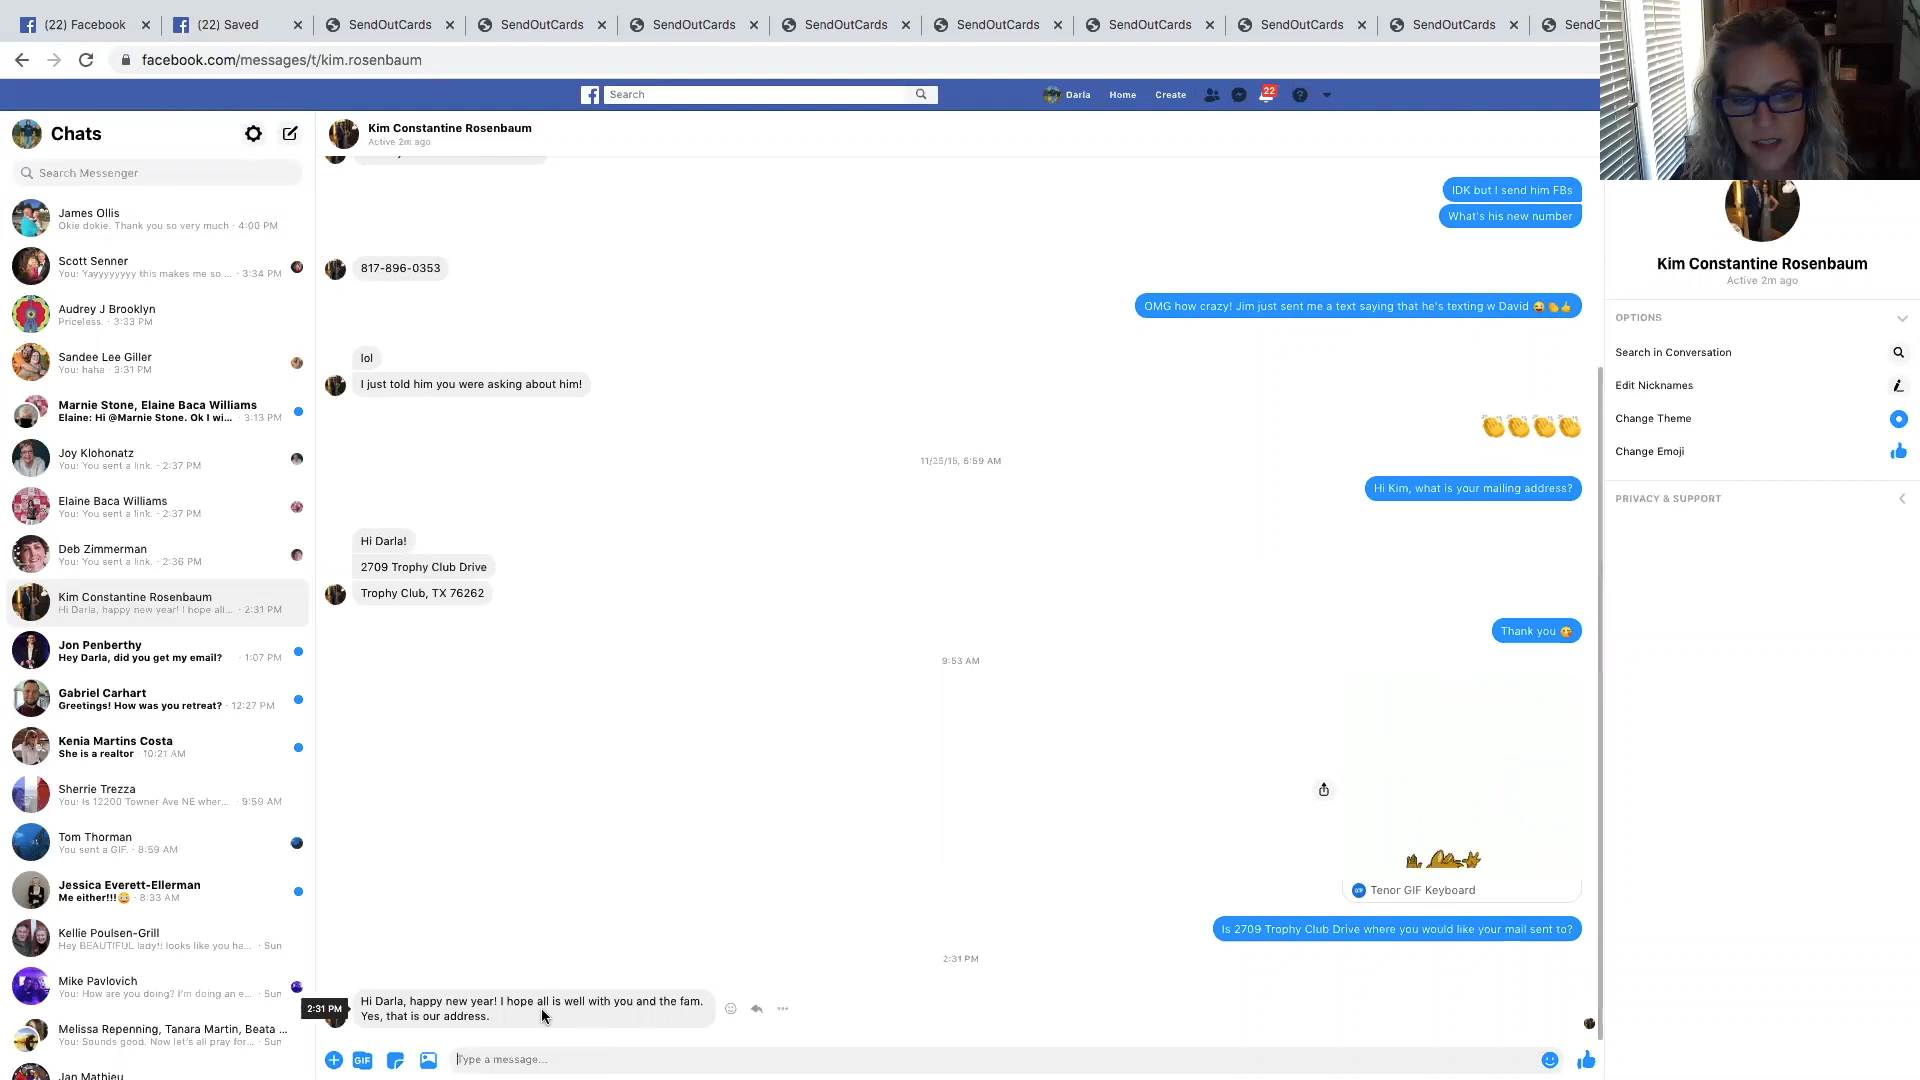 (22) Facebook
(22) Saved
SendOutCards
SendOutCards
SendOutCards
SendOutCards
SendOutCards
SendOutCards
SendOutCards
SendOutCards
SendO
facebook.com/messages/t/kim.rosenbaum
Search
Darla
Home
Create
22
Chats
Search Messenger
James Ollis
Okie dokie. Thank you so very much · 4:00 PM
Scott Senner
You: Yayyyyyyyy this makes me so ... · 3:34 PM
Audrey J Brooklyn
Priceless. · 3:33 PM
Sandee Lee Giller
You: haha · 3:31 PM
Marnie Stone, Elaine Baca Williams
Elaine: Hi @Marnie Stone. Ok I wi... · 3:13 PM
Joy Klohonatz
You: You sent a link. · 2:37 PM
Elaine Baca Williams
You: You sent a link. · 2:37 PM
Deb Zimmerman
You: You sent a link. · 2:36 PM
Kim Constantine Rosenbaum
Hi Darla, happy new year! I hope all... · 2:31 PM
Jon Penberthy
Hey Darla, did you get my email? · 1:07 PM
Gabriel Carhart
Greetings! How was you retreat? · 12:27 PM
Kenia Martins Costa
She is a realtor · 10:21 AM
Sherrie Trezza
You: Is 12200 Towner Ave NE wher... · 9:59 AM
Tom Thorman
You sent a GIF. · 8:59 AM
Jessica Everett-Ellerman
Me either!!!😳 · 8:33 AM
Kellie Poulsen-Grill
Hey BEAUTIFUL lady!! looks like you ha... · Sun
Mike Pavlovich
You: How are you doing? I'm doing an e... · Sun
Melissa Repenning, Tanara Martin, Beata ...
You: Sounds good. Now let's all pray for... · Sun
Jan Mathieu
Kim Constantine Rosenbaum
Active 2m ago
IDK but I send him FBs
What's his new number
817-896-0353
OMG how crazy! Jim just sent me a text saying that he's texting w David 😜👏👍
lol
I just told him you were asking about him!
👏👏👏👏
11/25/15, 6:59 AM
Hi Kim, what is your mailing address?
Hi Darla!
2709 Trophy Club Drive
Trophy Club, TX 76262
Thank you 😘
9:53 AM
GIF Tenor GIF Keyboard
Is 2709 Trophy Club Drive where you would like your mail sent to?
2:31 PM
2:31 PM
Hi Darla, happy new year! I hope all is well with you and the fam.
Yes, that is our address.
GIF
Type a message...
Kim Constantine Rosenbaum
Active 2m ago
OPTIONS
Search in Conversation
Edit Nicknames
Change Theme
Change Emoji
PRIVACY & SUPPORT